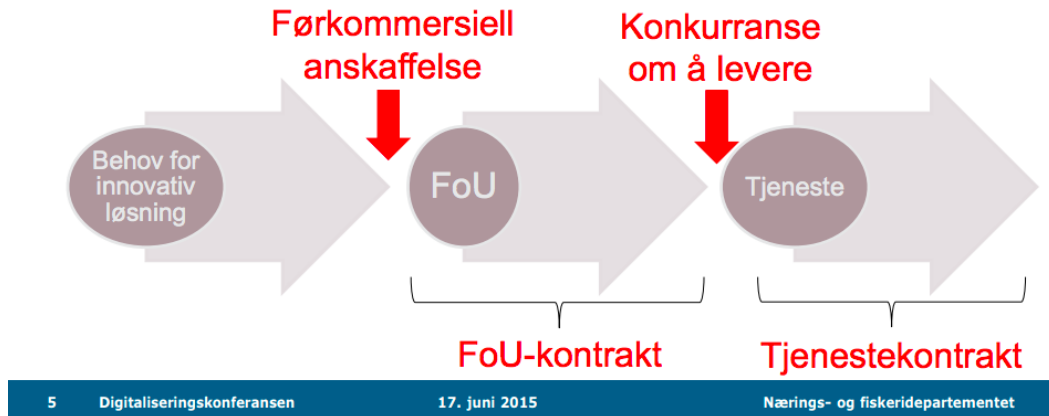 Førkommersiell
anskaffelse
Konkurranse
om å levere
Behov for
innovativ
løsning
FoU
Tjeneste
FoU-kontrakt
Tjenestekontrakt
5 Digitaliseringskonferansen 17. juni 2015 Nærings- og fiskeridepartementet